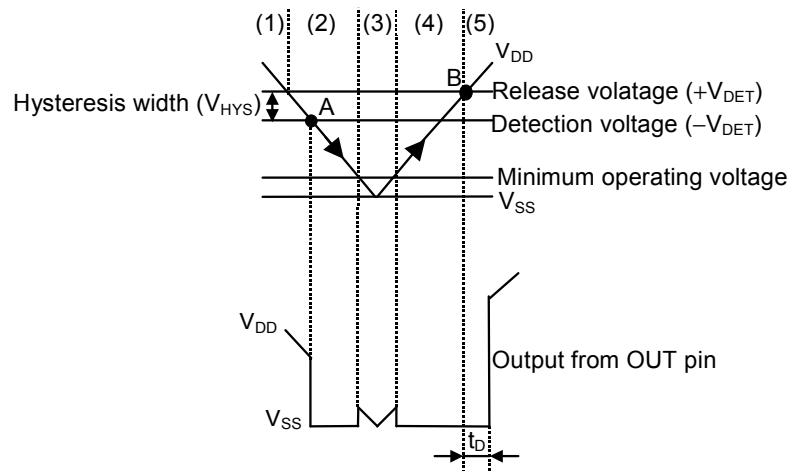 (1) (2) (3) (4) (5)
VDD
B
Release volatage (+VDET)
A
Hysteresis width (VHYS)
Detection voltage (−VDET)
Minimum operating voltage
VSS
VDD
Output from OUT pin
VSS
tD